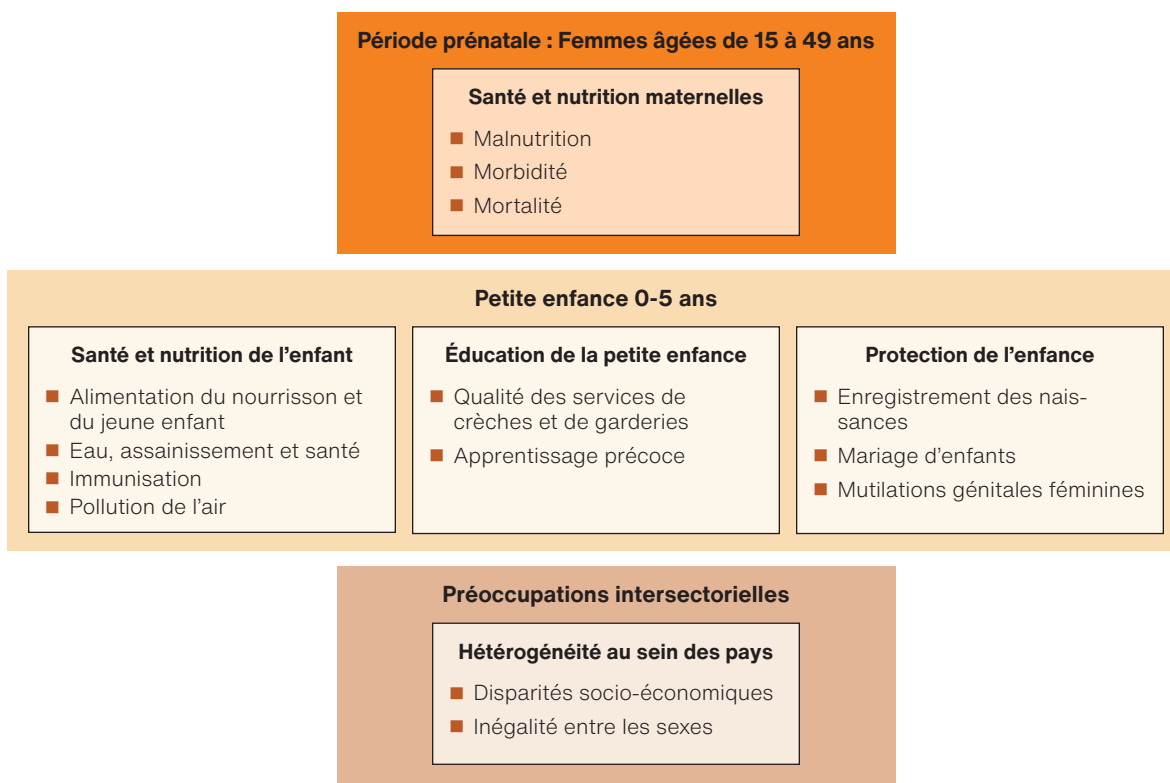 Période prénatale : Femmes âgées de 15 à 49 ans
Santé et nutrition maternelles
■ Malnutrition
■ Morbidité
■ Mortalité
Petite enfance 0-5 ans
Santé et nutrition de l’enfant
■ Alimentation du nourrisson et
du jeune enfant
■ Eau, assainissement et santé
■ Immunisation
■ Pollution de l’air
Éducation de la petite enfance
■ Qualité des services de
crèches et de garderies
■ Apprentissage précoce
Protection de l’enfance
■ Enregistrement des nais-
sances
■ Mariage d’enfants
■ Mutilations génitales féminines
Préoccupations intersectorielles
Hétérogénéité au sein des pays
■ Disparités socio-économiques
■ Inégalité entre les sexes